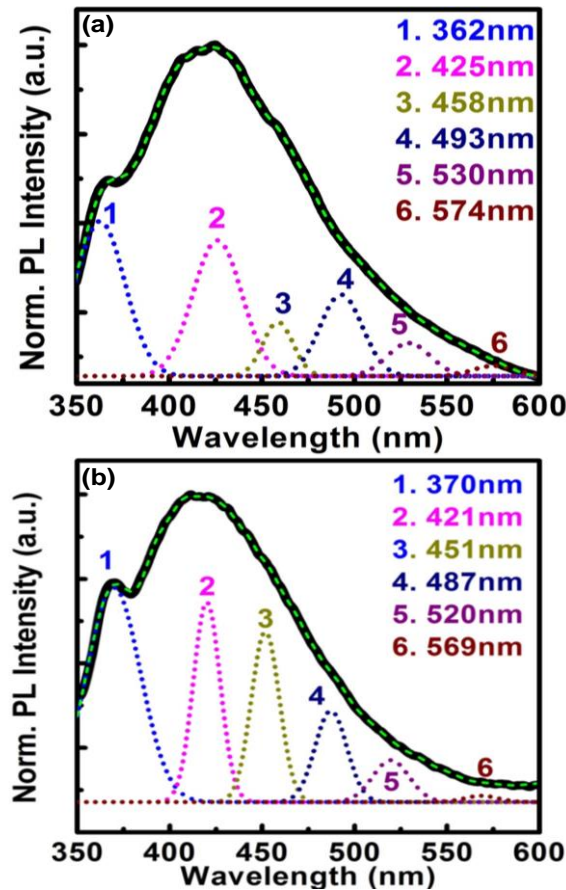 (a)
1. 362nm
2. 425nm
3. 458nm
4. 493nm
5. 530nm
6. 574nm
Norm. PL Intensity (a.u.)
1
2
3
4
5
6
350 400 450 500 550 600
Wavelength (nm)
(b)
1. 370nm
2. 421nm
3. 451nm
4. 487nm
5. 520nm
6. 569nm
Norm. PL Intensity (a.u.)
1
2
3
4
5
6
350 400 450 500 550 600
Wavelength (nm)